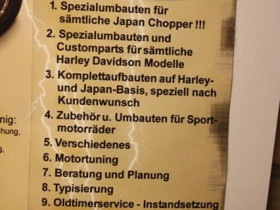 1. Spezialumbauten für
sämtliche Japan Chopper !!!
2. Spezialumbauten und
Customparts für sämtliche
Harley Davidson Modelle
3. Komplettaufbauten auf Harley-
und Japan-Basis, speziell nach
Kundenwunsch
4. Zubehör u. Umbauten für Sport-
motorräder
5. Verschiedenes
6. Motortuning
7. Beratung und Planung
8. Typisierung
9. Oldtimerservice - Instandsetzung
nig: